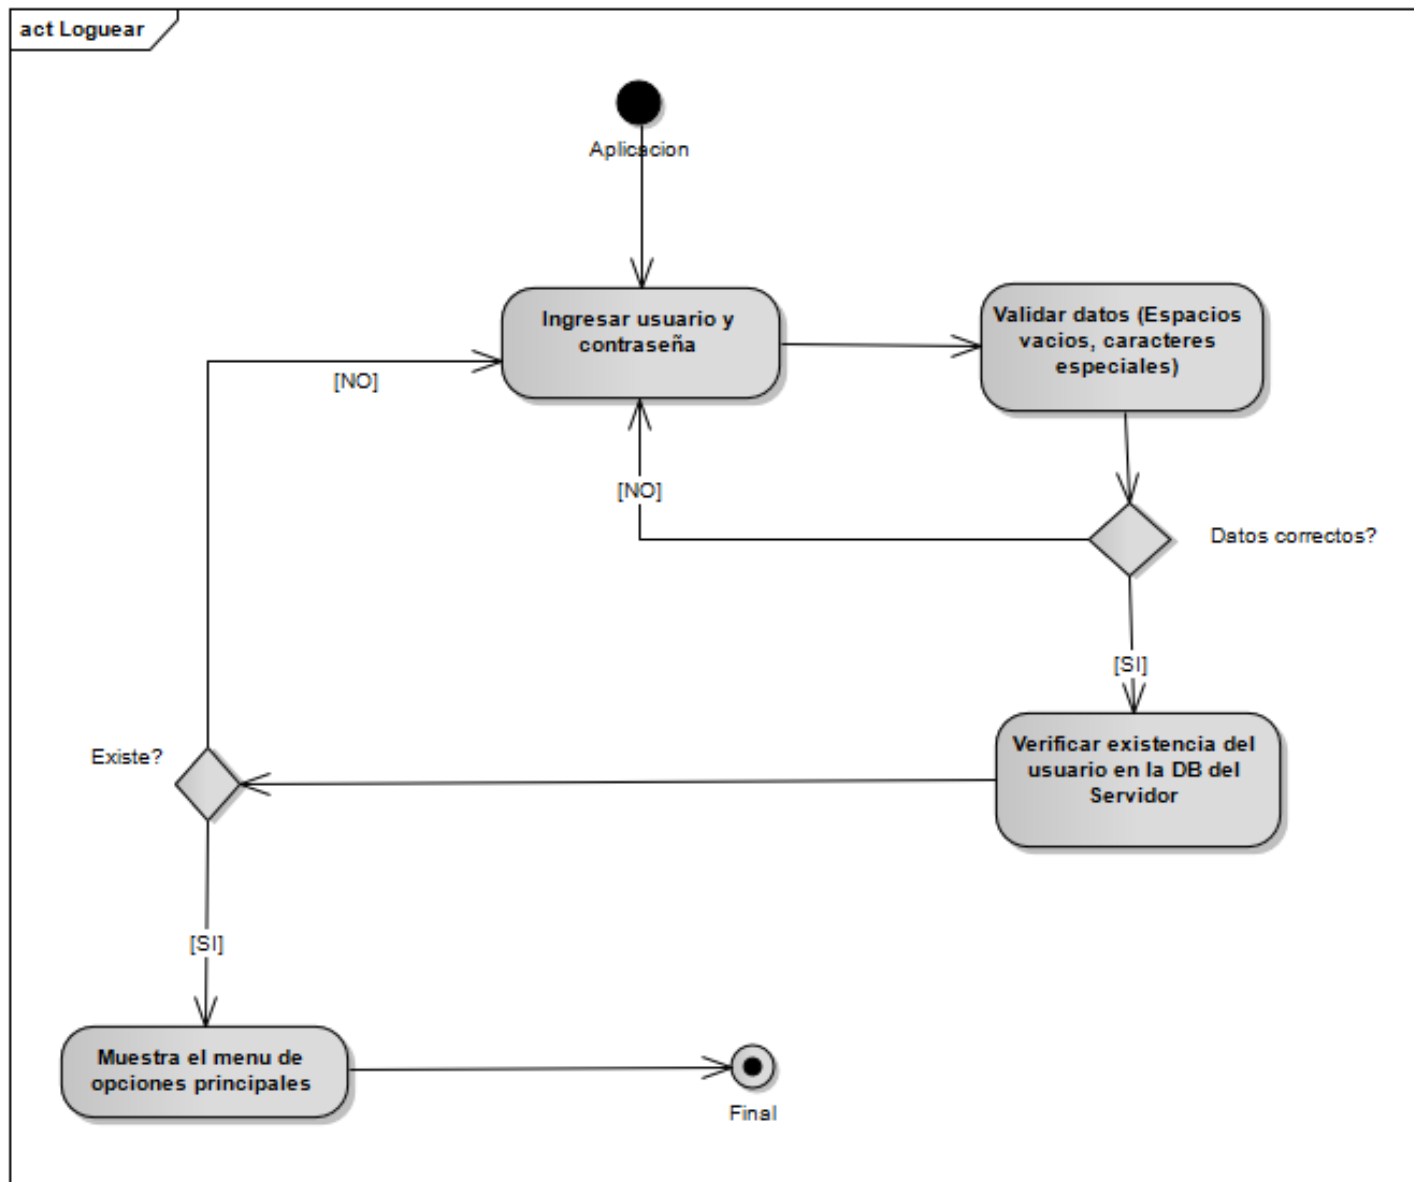 act Loguear
Aplicacion
Ingresar usuario y
contraseña
Validar datos (Espacios
vacios, caracteres
especiales)
[NO]
[NO]
Datos correctos?
[SI]
Verificar existencia del
usuario en la DB del
Servidor
Existe?
[SI]
Muestra el menu de
opciones principales
Final